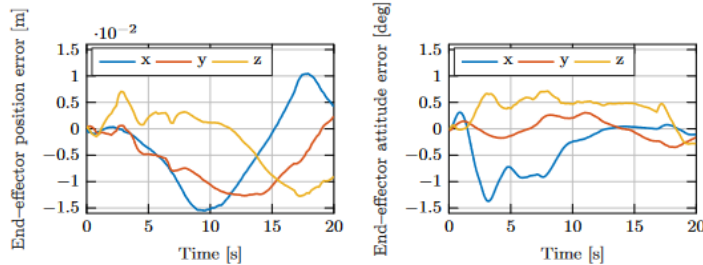 ·10⁻²
End-effector position error [m]
1.5
1
0.5
0
−0.5
−1
−1.5
x y z
0 5 10 15 20
Time [s]
End-effector attitude error [deg]
1.5
1
0.5
0
−0.5
−1
−1.5
x y z
0 5 10 15 20
Time [s]